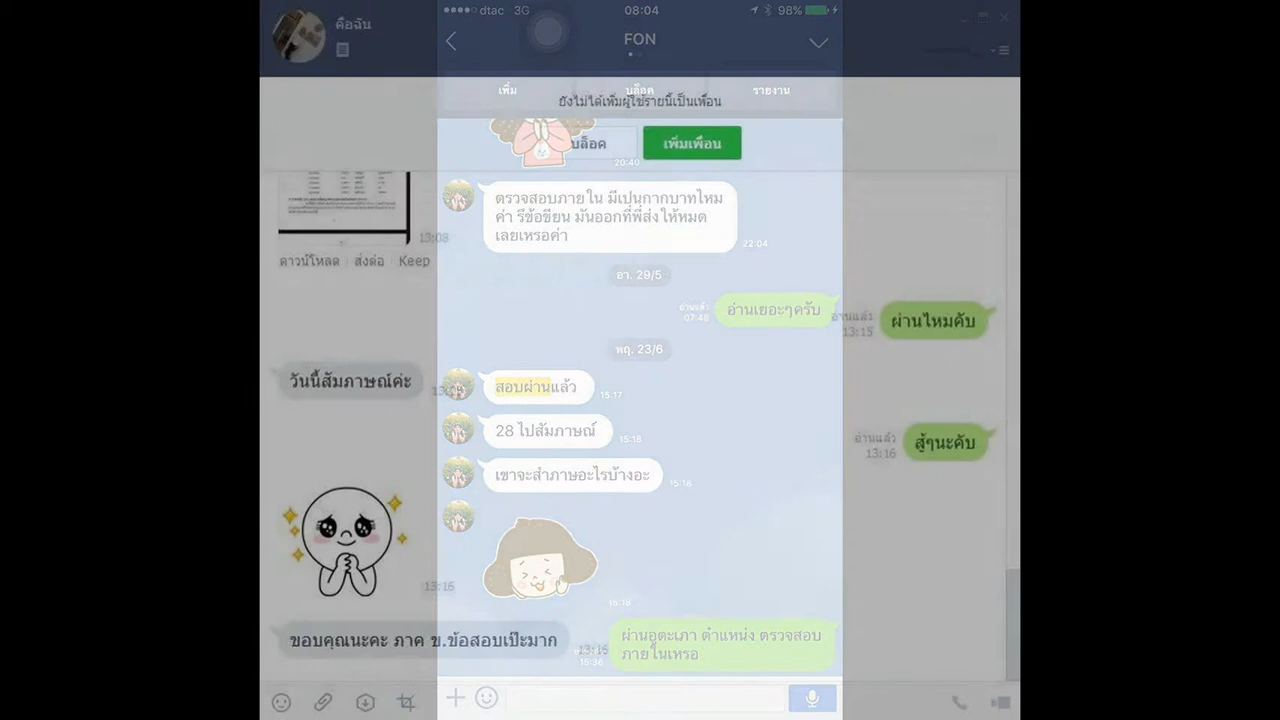 คือฉัน
dtac 3G 08:04 98%
FON
เพิ่ม บล็อค รายงาน
ยังไม่ได้เพิ่มผู้ใช้รายนี้เป็นเพื่อน
บล็อค เพิ่มเพื่อน
20:40
ตรวจสอบภายใน มีเปนกากบาทไหม
ค่า รึข้อขียน มันออกที่พี่ส่งให้หมด
เลยเหรอค่า
22:04
13:08
ดาวน์โหลด ส่งต่อ Keep
อา. 29/5
อ่านแล้ว
07:48
อ่านเยอะๆครับ
อ่านแล้ว
13:15
ผ่านไหมคับ
พฤ. 23/6
วันนี้สัมภาษณ์ค่ะ
สอบผ่านแล้ว
15:17
28 ไปสัมภาษณ์
15:18
อ่านแล้ว
13:16
สู้ๆนะคับ
เขาจะสำภาษอะไรบ้างอะ
15:18
13:16
15:18
ขอบคุณนะคะ ภาค ข.ข้อสอบเป๊ะมาก
13:16
15:36
ผ่านอูตะเภา ตำแหน่ง ตรวจสอบ
ภายในเหรอ